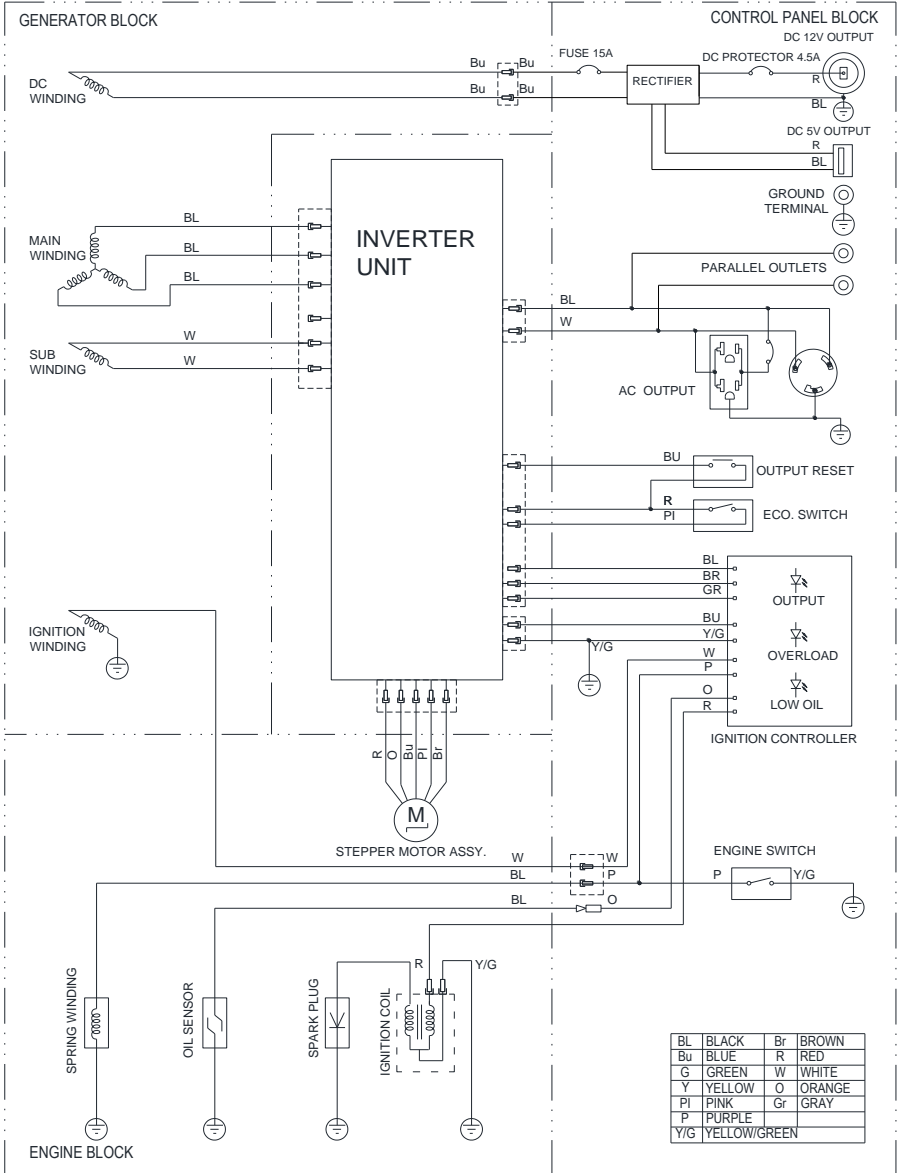 GENERATOR BLOCK
CONTROL PANEL BLOCK
DC 12V OUTPUT
Bu
Bu
FUSE 15A
DC PROTECTOR 4.5A
DC
WINDING
RECTIFIER
R
Bu
Bu
BL
DC 5V OUTPUT
R
BL
GROUND
TERMINAL
BL
MAIN
WINDING
BL
BL
INVERTER
UNIT
PARALLEL OUTLETS
BL
W
W
SUB
WINDING
W
AC OUTPUT
BU
OUTPUT RESET
R
PI
ECO. SWITCH
BL
BR
GR
OUTPUT
BU
Y/G
Y/G
OVERLOAD
W
P
O
LOW OIL
R
IGNITION CONTROLLER
IGNITION
WINDING
R
O
Bu
PI
Br
M
STEPPER MOTOR ASSY.
W
W
ENGINE SWITCH
BL
P
P
Y/G
BL
O
R
Y/G
SPRING WINDING
OIL SENSOR
SPARK PLUG
IGNITION COIL
BL BLACK Br BROWN
Bu BLUE R RED
G GREEN W WHITE
Y YELLOW O ORANGE
PI PINK Gr GRAY
P PURPLE
Y/G YELLOW/GREEN
ENGINE BLOCK